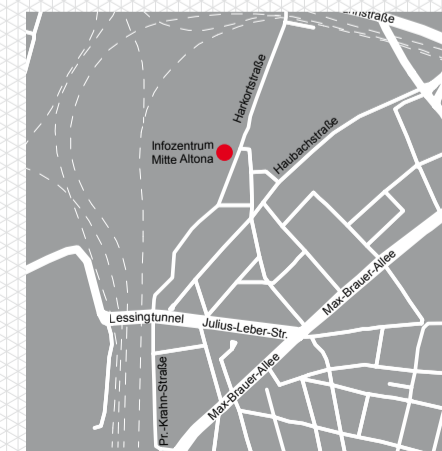 Harkortstraße
Infozentrum
Mitte Altona
Haubachstraße
Max-Brauer-Allee
Lessingtunnel
Julius-Leber-Str.
Max-Brauer-Allee
Pr.-Krahn-Straße